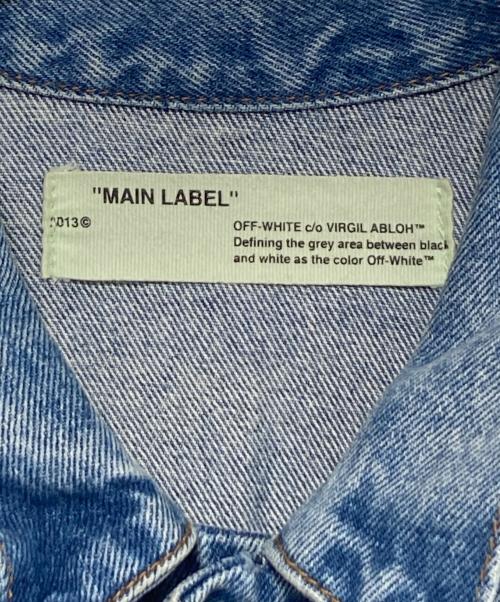 "MAIN LABEL"
2013©
OFF-WHITE c/o VIRGIL ABLOH™
Defining the grey area between black
and white as the color Off-White™